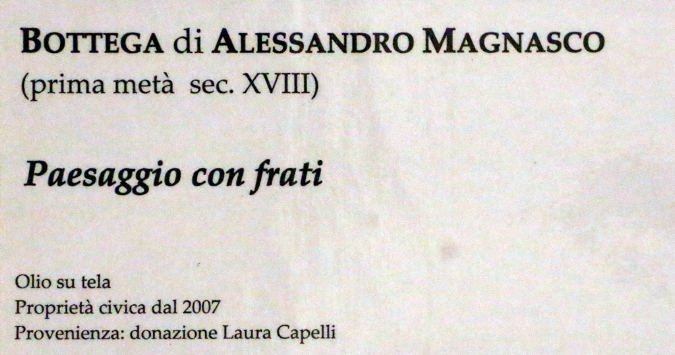 BOTTEGA di ALESSANDRO MAGNASCO
(prima metà sec. XVIII)
Paesaggio con frati
Olio su tela
Proprietà civica dal 2007
Provenienza: donazione Laura Capelli